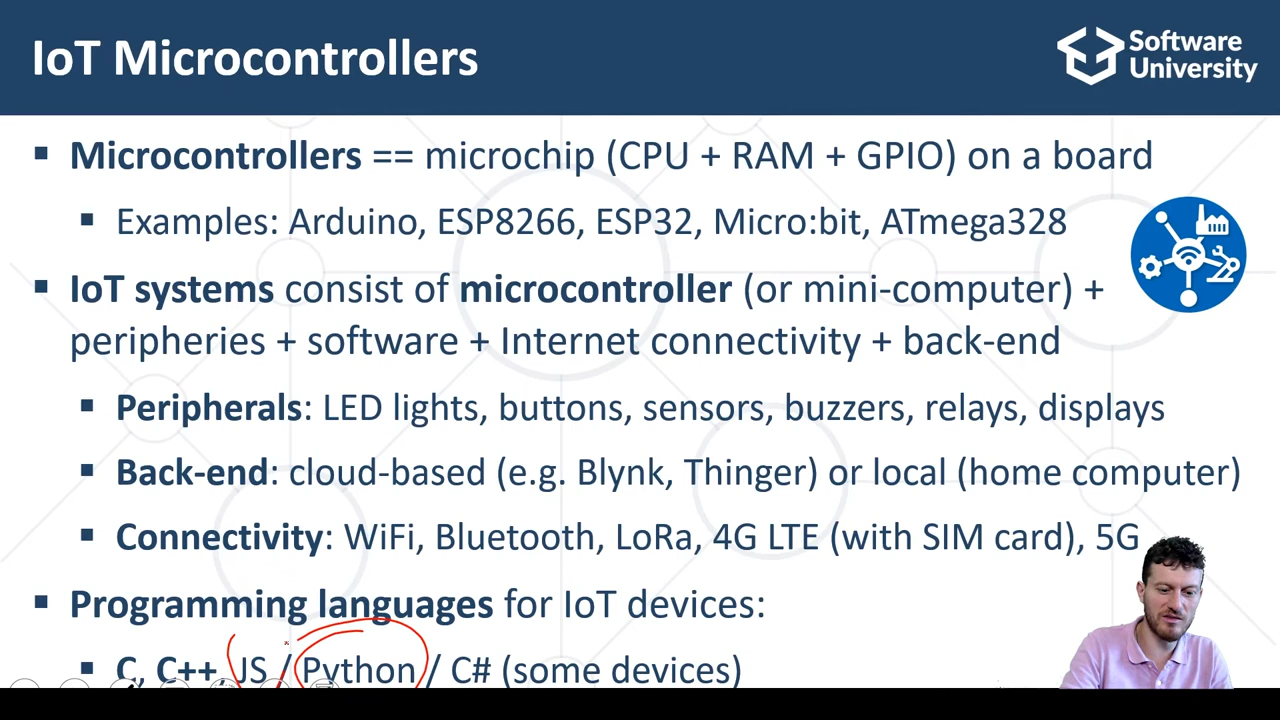 IoT Microcontrollers
Software
University
▪ Microcontrollers == microchip (CPU + RAM + GPIO) on a board
▪ Examples: Arduino, ESP8266, ESP32, Micro:bit, ATmega328
▪ IoT systems consist of microcontroller (or mini-computer) +
peripheries + software + Internet connectivity + back-end
▪ Peripherals: LED lights, buttons, sensors, buzzers, relays, displays
▪ Back-end: cloud-based (e.g. Blynk, Thinger) or local (home computer)
▪ Connectivity: WiFi, Bluetooth, LoRa, 4G LTE (with SIM card), 5G
▪ Programming languages for IoT devices:
▪ C, C++, JS / Python / C# (some devices)